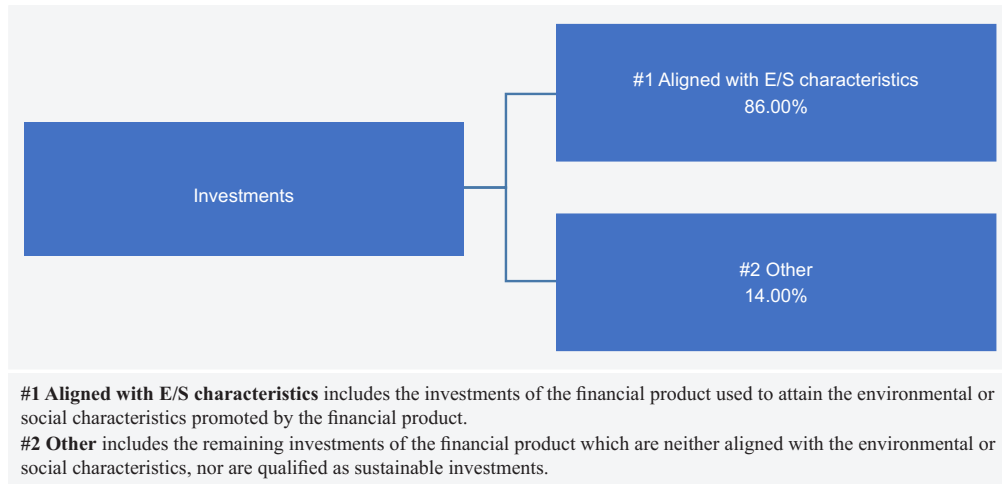 #1 Aligned with E/S characteristics
86.00%
Investments
#2 Other
14.00%
#1 Aligned with E/S characteristics includes the investments of the financial product used to attain the environmental or
social characteristics promoted by the financial product.
#2 Other includes the remaining investments of the financial product which are neither aligned with the environmental or
social characteristics, nor are qualified as sustainable investments.